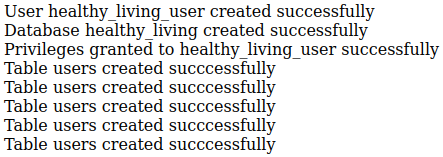 User healthy_living_user created successfully
Database healthy_living created successfully
Privileges granted to healthy_living_user successfully
Table users created succcessfully
Table users created succcessfully
Table users created succcessfully
Table users created succcessfully
Table users created succcessfully